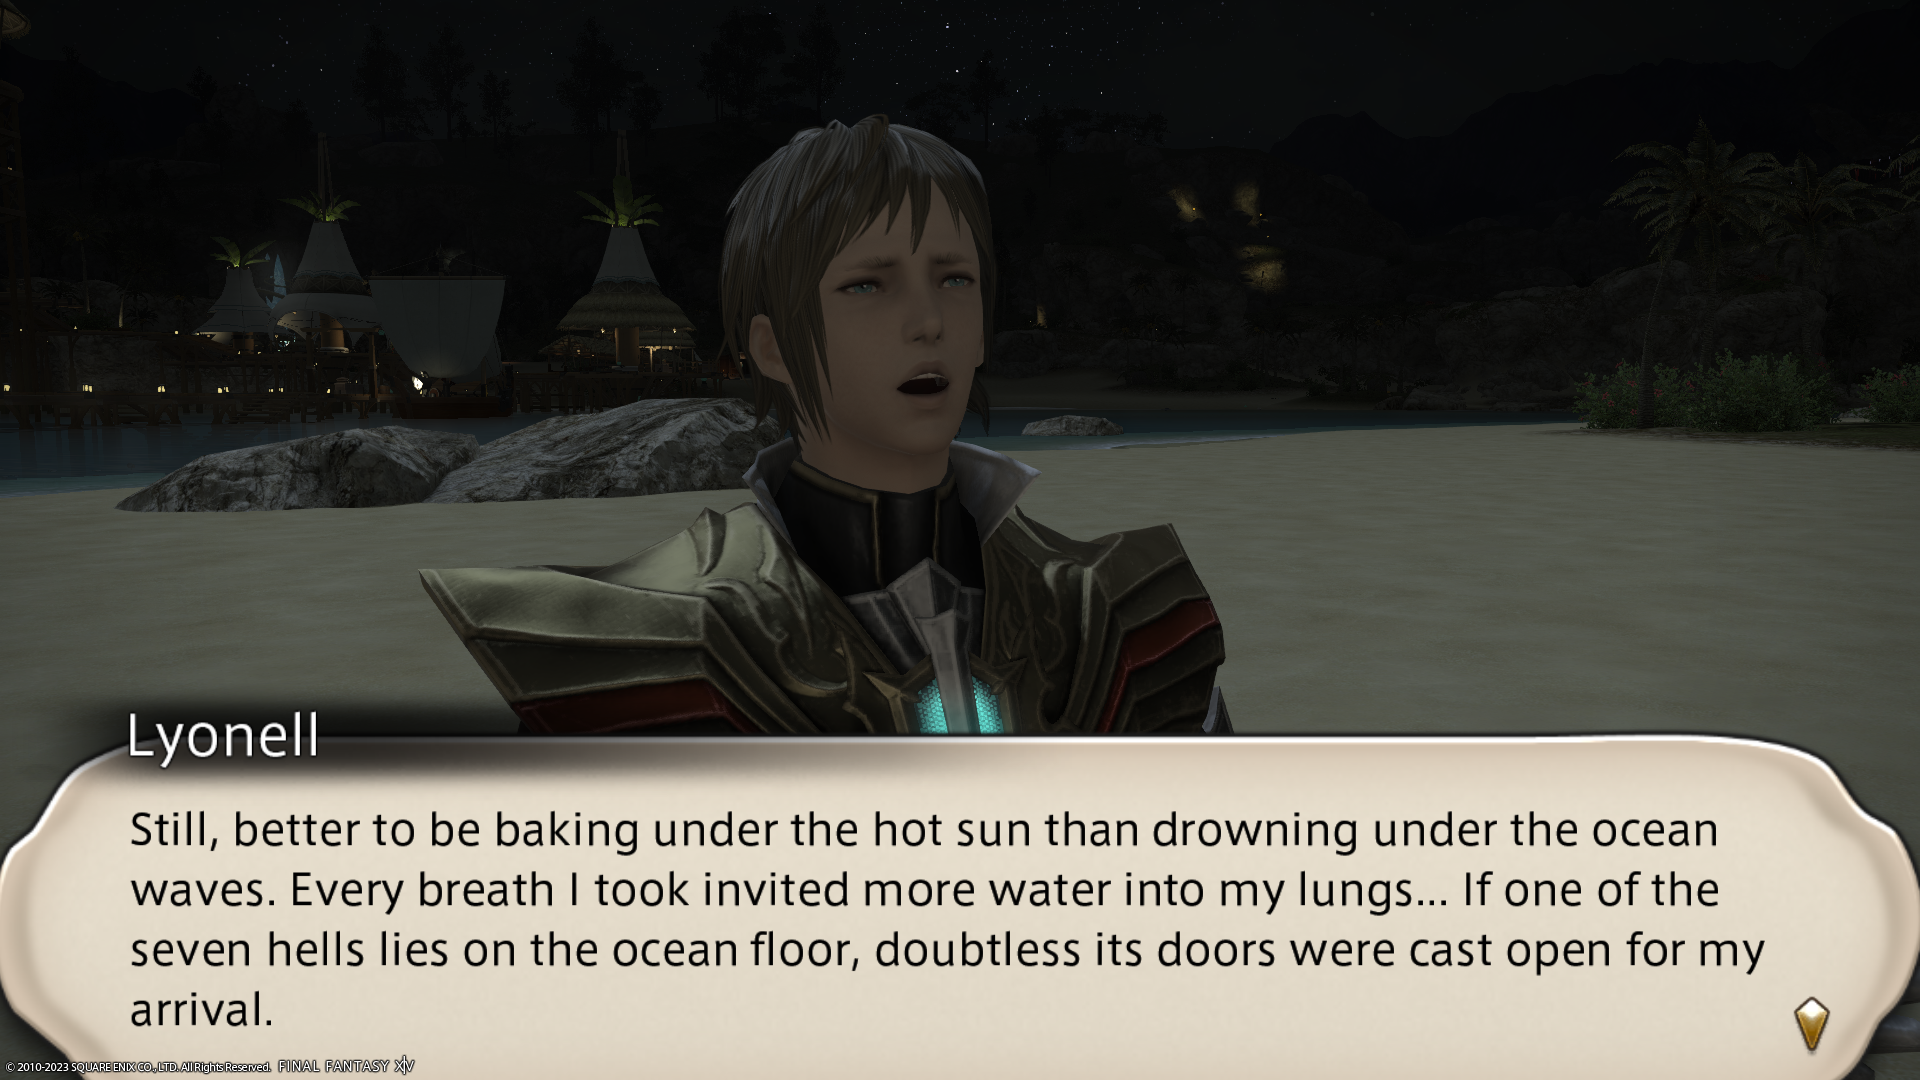 Lyonell
Still, better to be baking under the hot sun than drowning under the ocean
waves. Every breath I took invited more water into my lungs... If one of the
seven hells lies on the ocean floor, doubtless its doors were cast open for my
arrival.
© 2010-2023 SQUARE ENIX CO., LTD. All Rights Reserved. FINAL FANTASY XIV